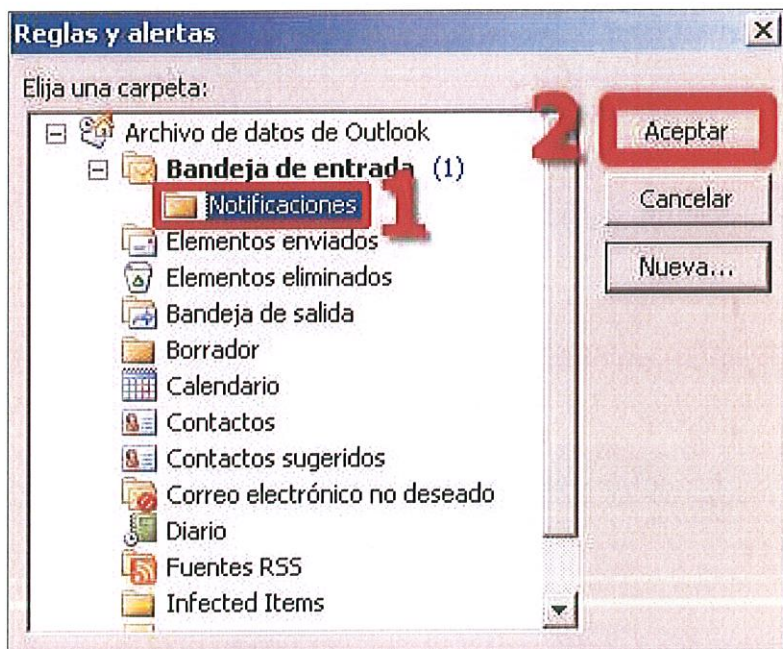 Reglas y alertas
Elija una carpeta:
Archivo de datos de Outlook
Bandeja de entrada (1)
Notificaciones
1
Elementos enviados
Elementos eliminados
Bandeja de salida
Borrador
Calendario
Contactos
Contactos sugeridos
Correo electrónico no deseado
Diario
Fuentes RSS
Infected Items
2
Aceptar
Cancelar
Nueva...